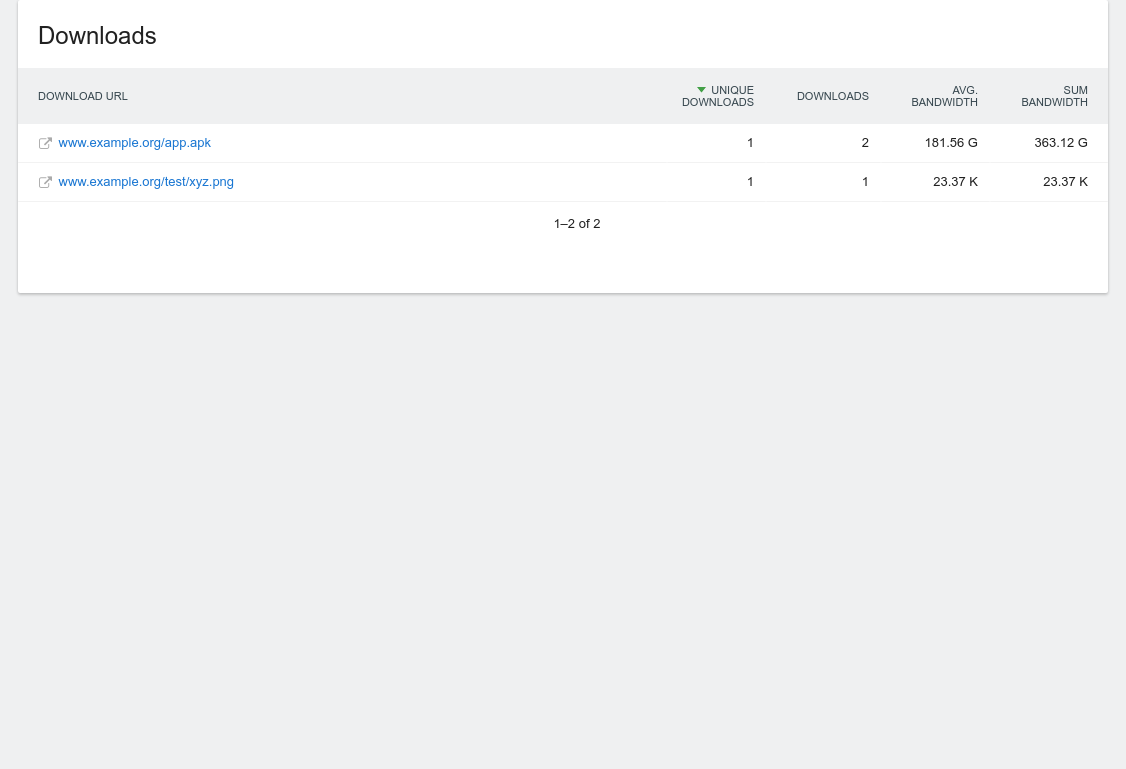 Downloads
DOWNLOAD URL
UNIQUE
DOWNLOADS
DOWNLOADS
AVG.
BANDWIDTH
SUM
BANDWIDTH
www.example.org/app.apk 1 2 181.56 G 363.12 G
www.example.org/test/xyz.png 1 1 23.37 K 23.37 K
1–2 of 2